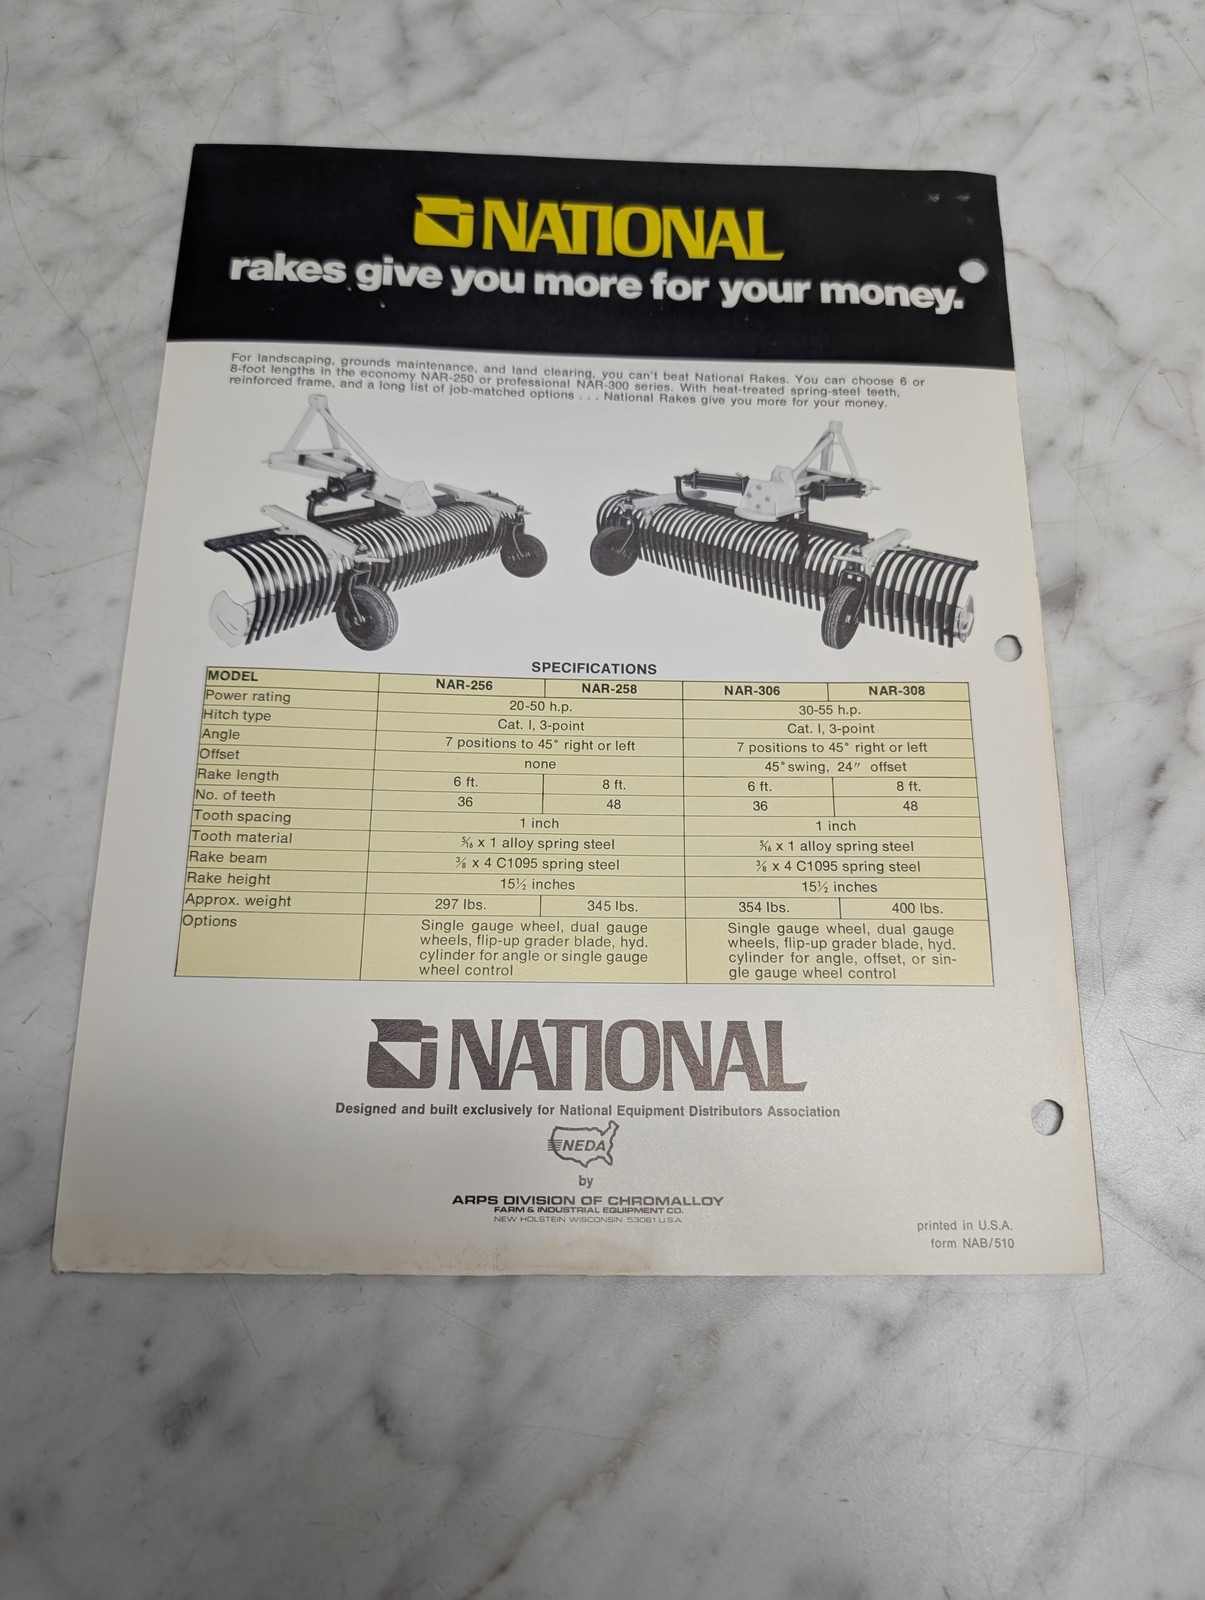 NATIONAL
rakes give you more for your money.
For landscaping, grounds maintenance, and land clearing, you can't beat National Rakes. You can choose 6 or
8-foot lengths in the economy NAR-250 or professional NAR-300 series. With heat-treated spring-steel teeth,
reinforced frame, and a long list of job-matched options . . . National Rakes give you more for your money.
SPECIFICATIONS
MODEL NAR-256 NAR-258 NAR-306 NAR-308
Power rating 20-50 h.p. 30-55 h.p.
Hitch type Cat. I, 3-point Cat. I, 3-point
Angle 7 positions to 45° right or left 7 positions to 45° right or left
Offset none 45° swing, 24″ offset
Rake length 6 ft. 8 ft. 6 ft. 8 ft.
No. of teeth 36 48 36 48
Tooth spacing 1 inch 1 inch
Tooth material 5⁄16 x 1 alloy spring steel 5⁄16 x 1 alloy spring steel
Rake beam 3⁄8 x 4 C1095 spring steel 3⁄8 x 4 C1095 spring steel
Rake height 15½ inches 15½ inches
Approx. weight 297 lbs. 345 lbs. 354 lbs. 400 lbs.
Options Single gauge wheel, dual gauge Single gauge wheel, dual gauge
wheels, flip-up grader blade, hyd. wheels, flip-up grader blade, hyd.
cylinder for angle or single gauge cylinder for angle, offset, or sin-
wheel control gle gauge wheel control
NATIONAL
Designed and built exclusively for National Equipment Distributors Association
NEDA
by
ARPS DIVISION OF CHROMALLOY
FARM & INDUSTRIAL EQUIPMENT CO.
NEW HOLSTEIN WISCONSIN 53061 U.S.A.
printed in U.S.A.
form NAB/510